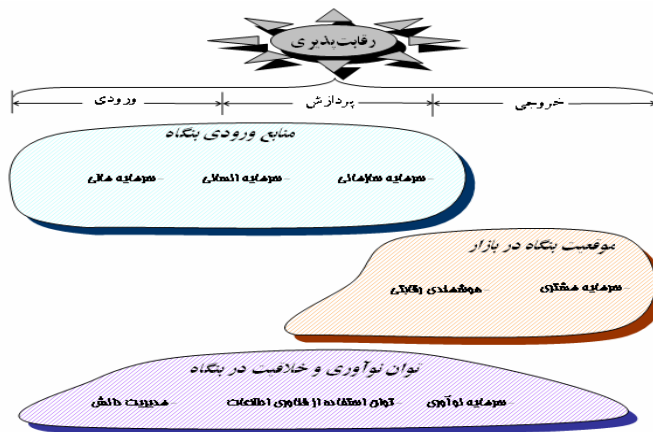 رقابت‌پذیری
خروجی پردازش ورودی
منابع ورودی بنگاه
-سرمایه سازمانی -سرمایه انسانی -سرمایه مالی
موقعیت بنگاه در بازار
-سرمایه مشتری -هوشمندی رقابتی
توان نوآوری و خلاقیت در بنگاه
-سرمایه نوآوری -توان استفاده از فناوری اطلاعات -مدیریت دانش